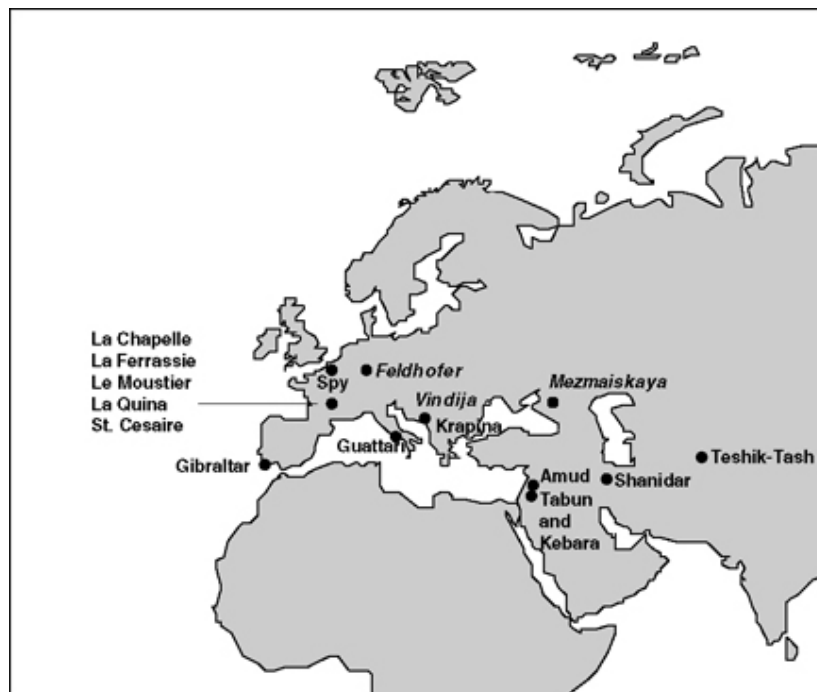 La Chapelle
La Ferrassie
Le Moustier
La Quina
St. Cesaire
Spy
Feldhofer
Vindija
Krapina
Mezmaiskaya
Guattari
Gibraltar
Amud
Tabun
and
Kebara
Shanidar
Teshik-Tash